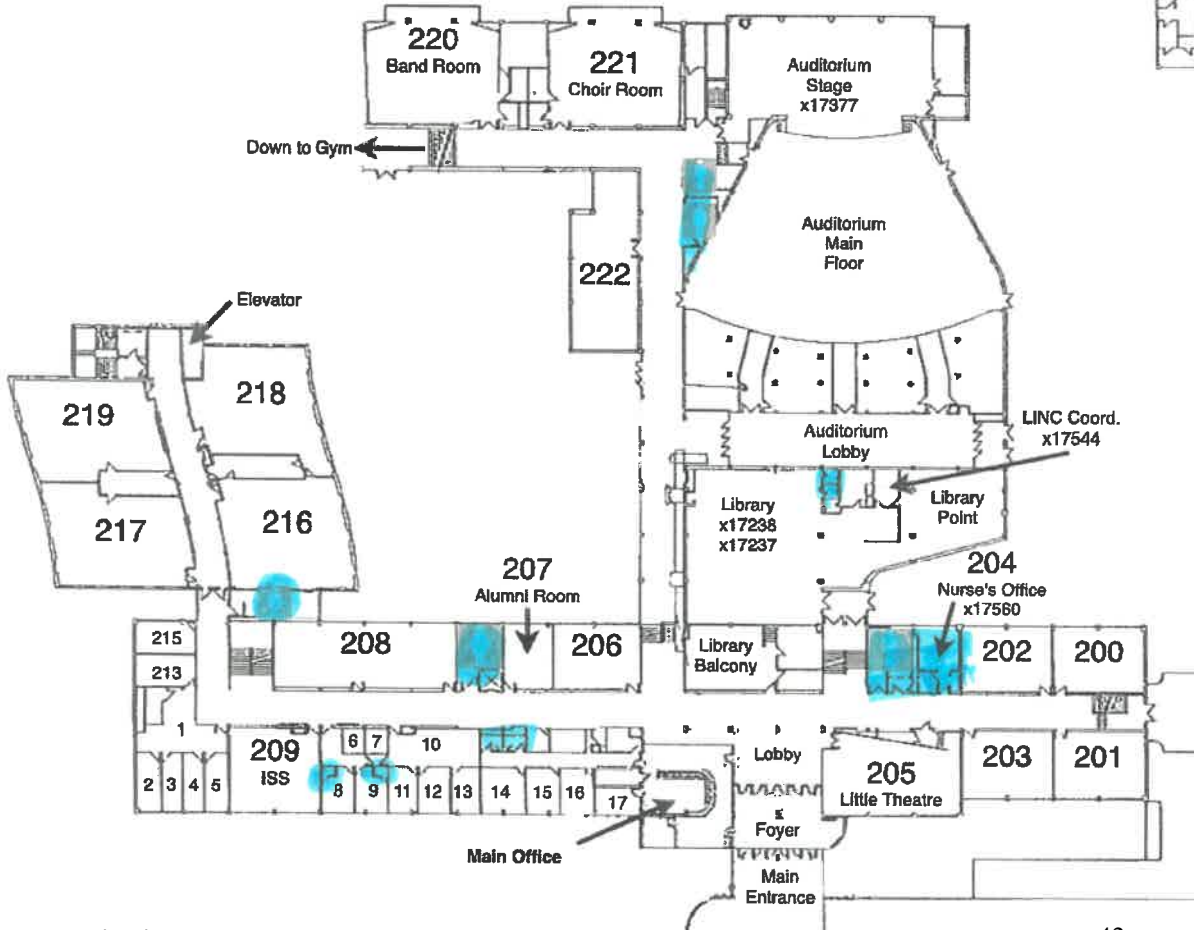 220
Band Room
221
Choir Room
Auditorium
Stage
x17377
Down to Gym
Auditorium
Main
Floor
222
Elevator
218
219
LINC Coord.
x17544
Auditorium
Lobby
Library
x17238
x17237
Library
Point
216
217
207
Alumni Room
204
Nurse's Office
x17560
215
213
208
206
Library
Balcony
202
200
1
209
ISS
6
7
10
Lobby
205
Little Theatre
203
201
2
3
4
5
8
9
11
12
13
14
15
16
17
Foyer
Main Office
Main
Entrance